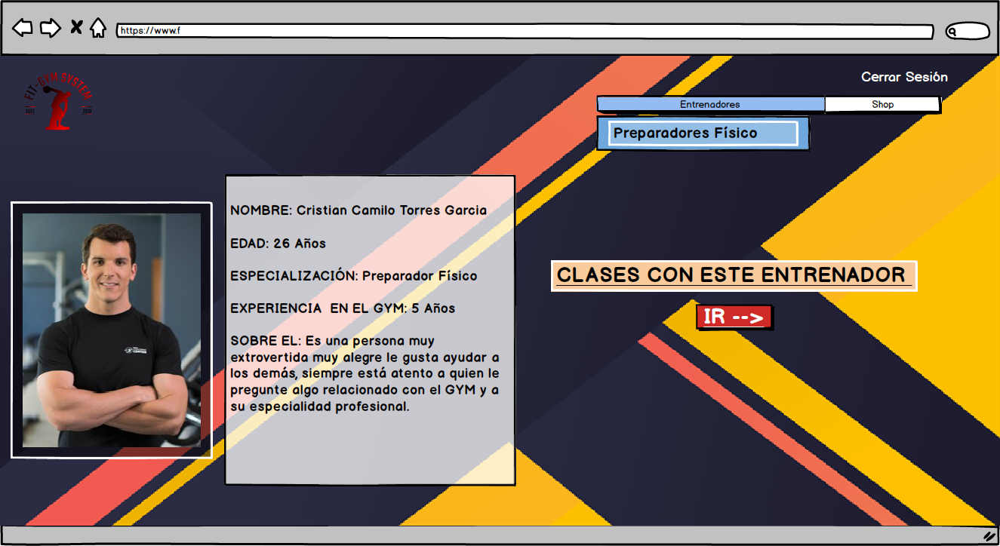 https://www.f
FIT-GYM SYSTEM
Cerrar Sesión
Entrenadores
Shop
Preparadores Físico
NOMBRE: Cristian Camilo Torres Garcia
EDAD: 26 Años
ESPECIALIZACIÓN: Preparador Físico
EXPERIENCIA  EN EL GYM: 5 Años
SOBRE EL: Es una persona muy
extrovertida muy alegre le gusta ayudar a
los demás, siempre está atento a quien le
pregunte algo relacionado con el GYM y a
su especialidad profesional.
CLASES CON ESTE ENTRENADOR
IR -->